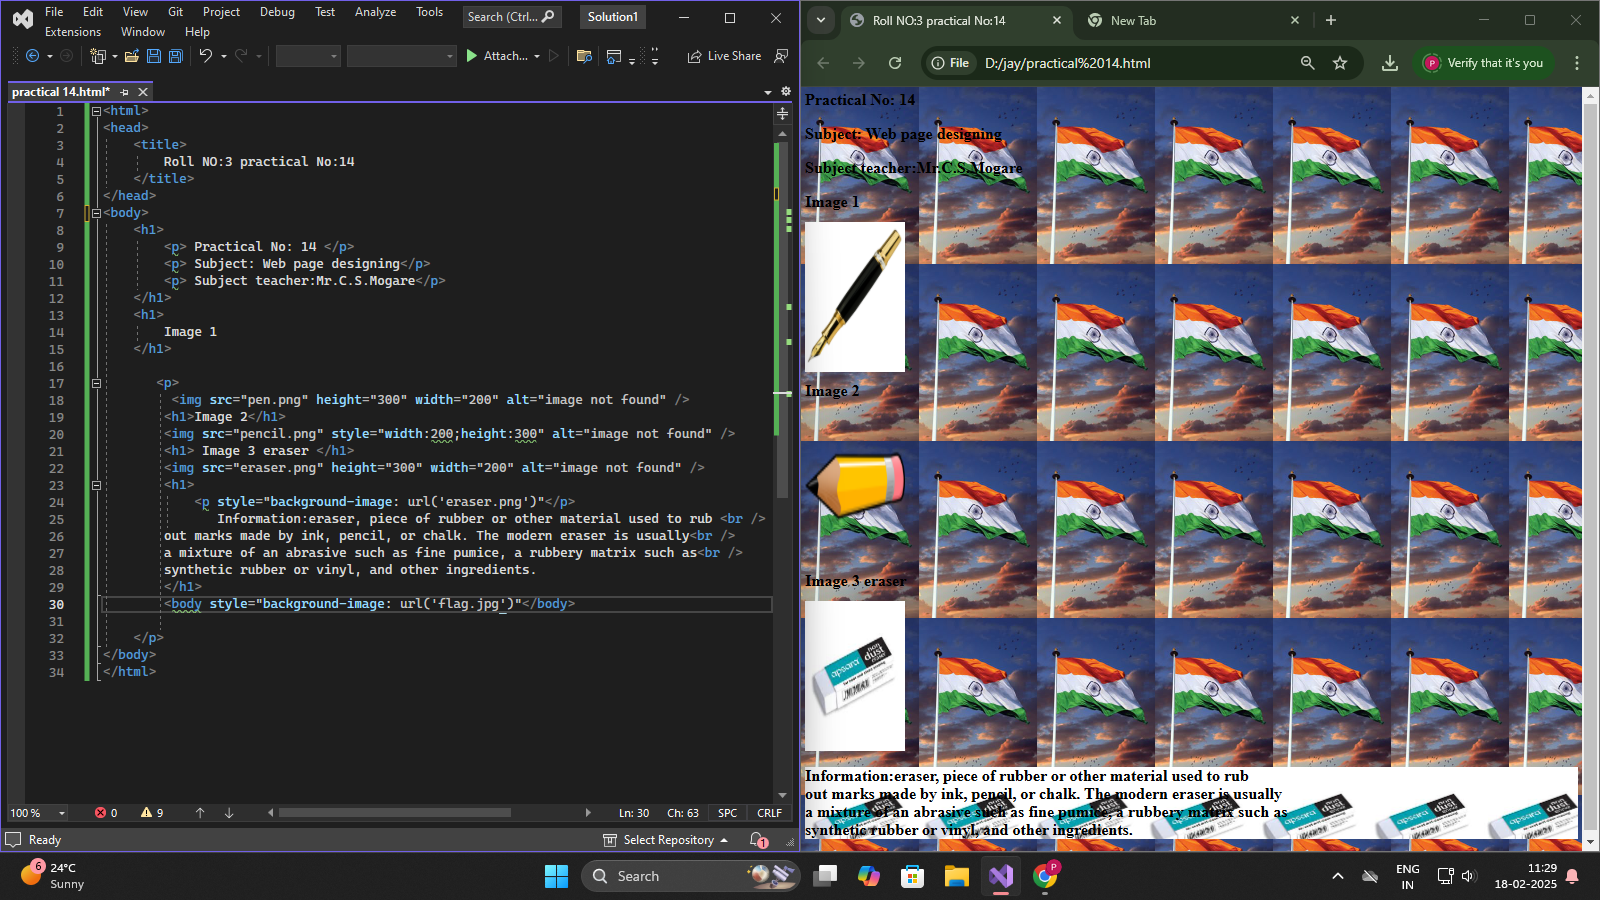 File Edit View Git Project Debug Test Analyze Tools Search (Ctrl... Solution1
Extensions Window Help
Attach... Live Share
practical 14.html*
1 <html>
2 <head>
3 <title>
4 Roll NO:3 practical No:14
5 </title>
6 </head>
7 <body>
8 <h1>
9 <p> Practical No: 14 </p>
10 <p> Subject: Web page designing</p>
11 <p> Subject teacher:Mr.C.S.Mogare</p>
12 </h1>
13 <h1>
14 Image 1
15 </h1>
16
17 <p>
18 <img src="pen.png" height="300" width="200" alt="image not found" />
19 <h1>Image 2</h1>
20 <img src="pencil.png" style="width:200;height:300" alt="image not found" />
21 <h1> Image 3 eraser </h1>
22 <img src="eraser.png" height="300" width="200" alt="image not found" />
23 <h1>
24 <p style="background-image: url('eraser.png')"</p>
25 Information:eraser, piece of rubber or other material used to rub <br />
26 out marks made by ink, pencil, or chalk. The modern eraser is usually<br />
27 a mixture of an abrasive such as fine pumice, a rubbery matrix such as<br />
28 synthetic rubber or vinyl, and other ingredients.
29 </h1>
30 <body style="background-image: url('flag.jpg')"</body>
31
32 </p>
33 </body>
34 </html>
100 % 0 9 Ln: 30 Ch: 63 SPC CRLF
Ready Select Repository 1
Roll NO:3 practical No:14 New Tab
File D:/jay/practical%2014.html P Verify that it's you
Practical No: 14
Subject: Web page designing
Subject teacher:Mr.C.S.Mogare
Image 1
Image 2
Image 3 eraser
apsara
non
dust
Information:eraser, piece of rubber or other material used to rub
out marks made by ink, pencil, or chalk. The modern eraser is usually
a mixture of an abrasive such as fine pumice, a rubbery matrix such as
synthetic rubber or vinyl, and other ingredients.
6 24°C
Sunny
Search
P
ENG
IN
11:29
18-02-2025